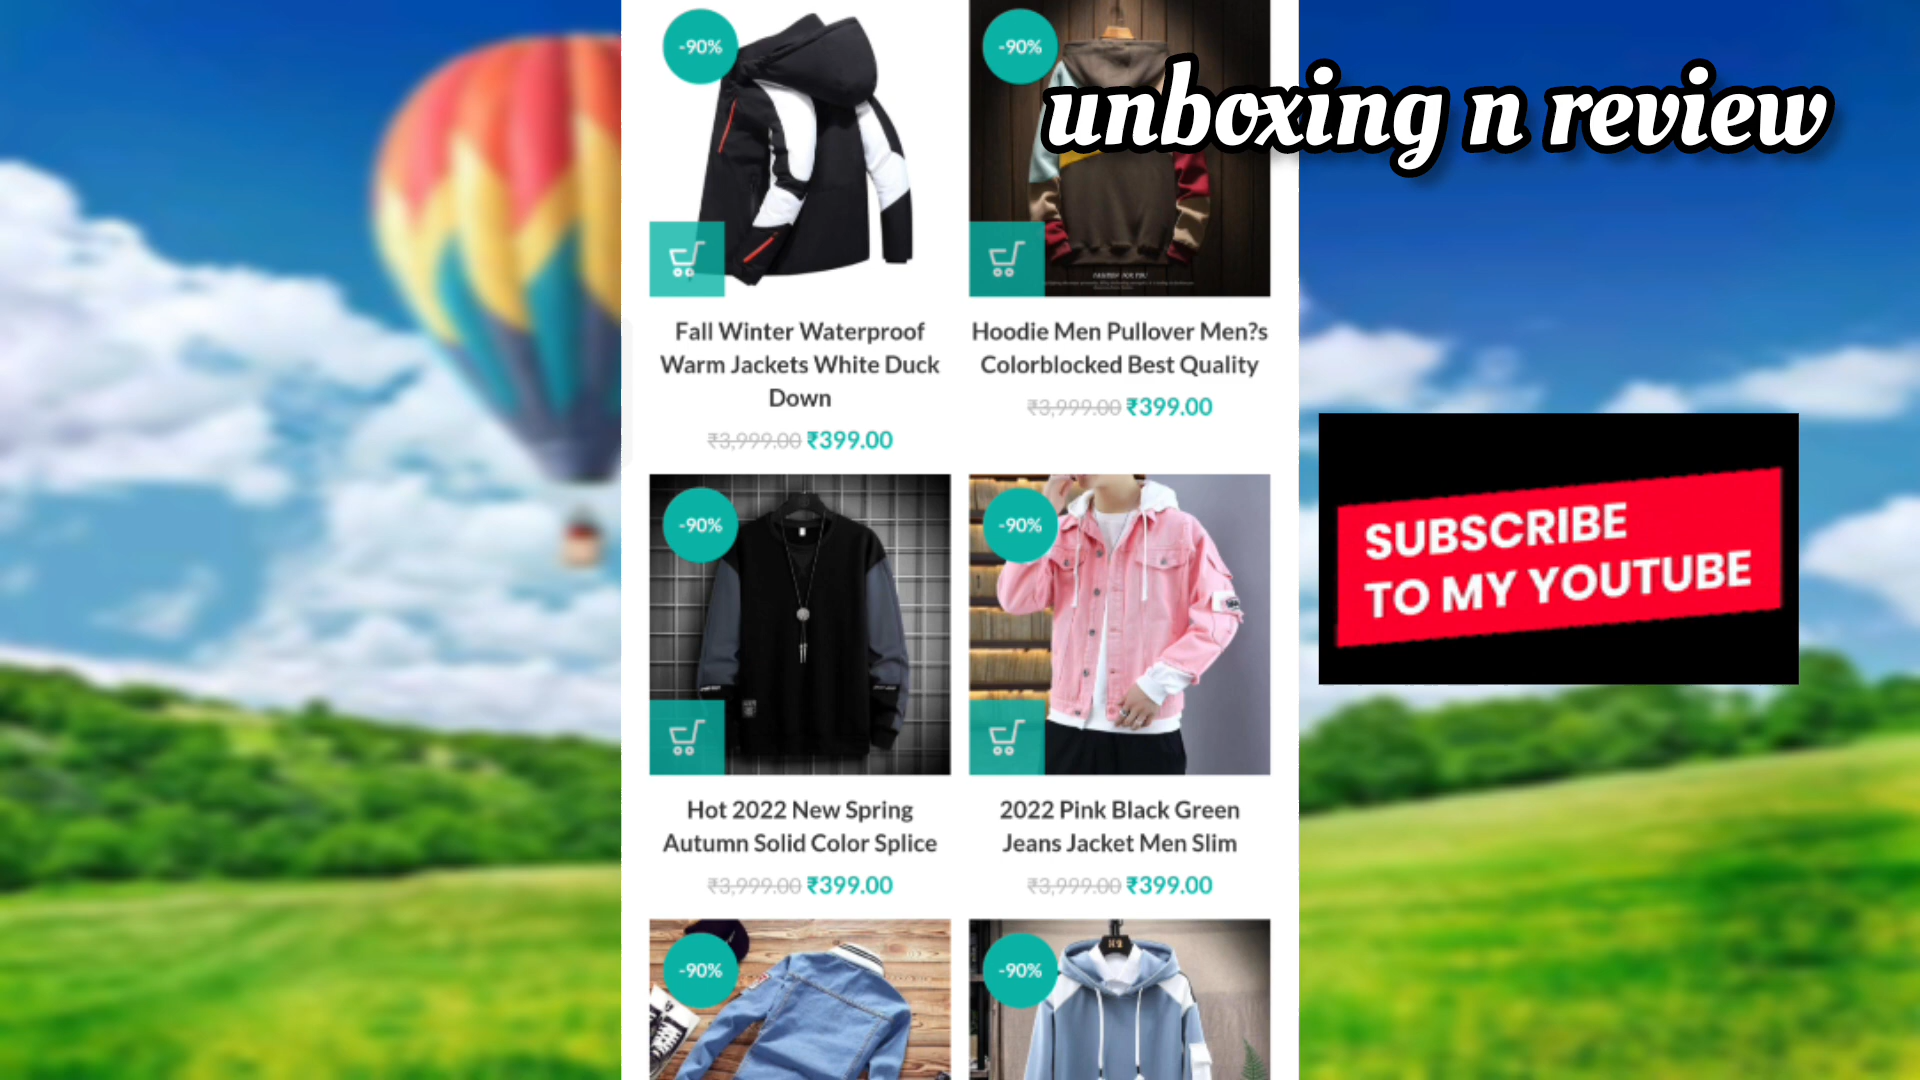 -90%
-90%
unboxing n review
FASHION FOR YOU
Fall Winter Waterproof
Warm Jackets White Duck
Down
₹3,999.00 ₹399.00
Hoodie Men Pullover Men?s
Colorblocked Best Quality
₹3,999.00 ₹399.00
SUBSCRIBE
TO MY YOUTUBE
-90%
-90%
Hot 2022 New Spring
Autumn Solid Color Splice
₹3,999.00 ₹399.00
2022 Pink Black Green
Jeans Jacket Men Slim
₹3,999.00 ₹399.00
-90%
-90%